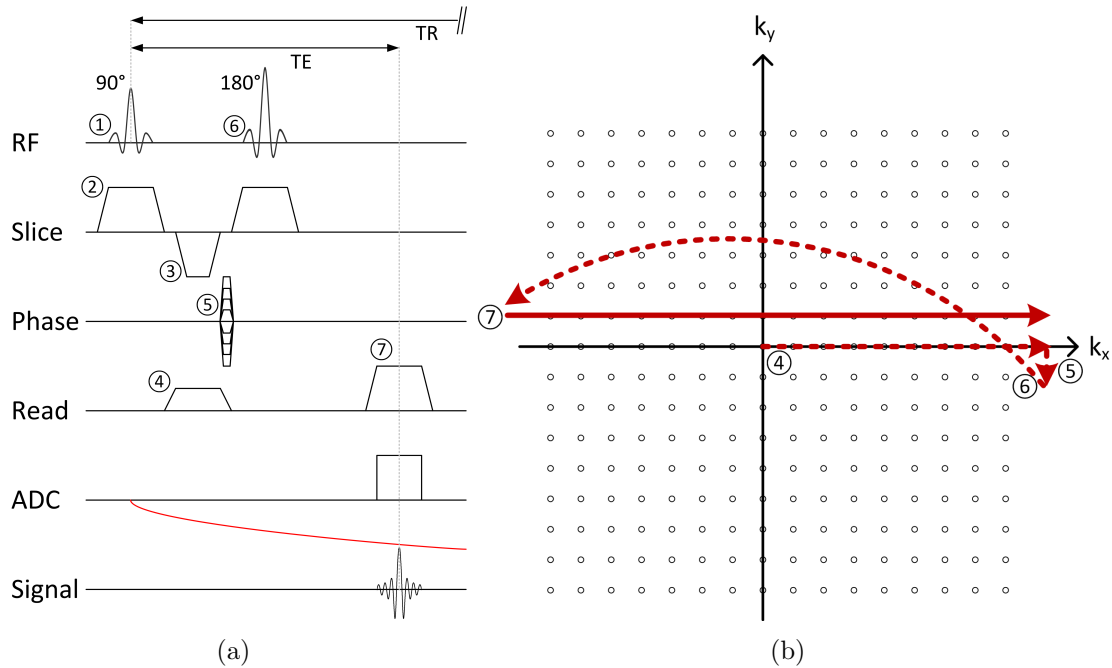 TR
TE
90°
180°
①
⑥
RF
②
Slice
③
⑤
Phase
④
⑦
Read
ADC
Signal
(a)
k_y
⑦
k_x
④
⑥
⑤
(b)